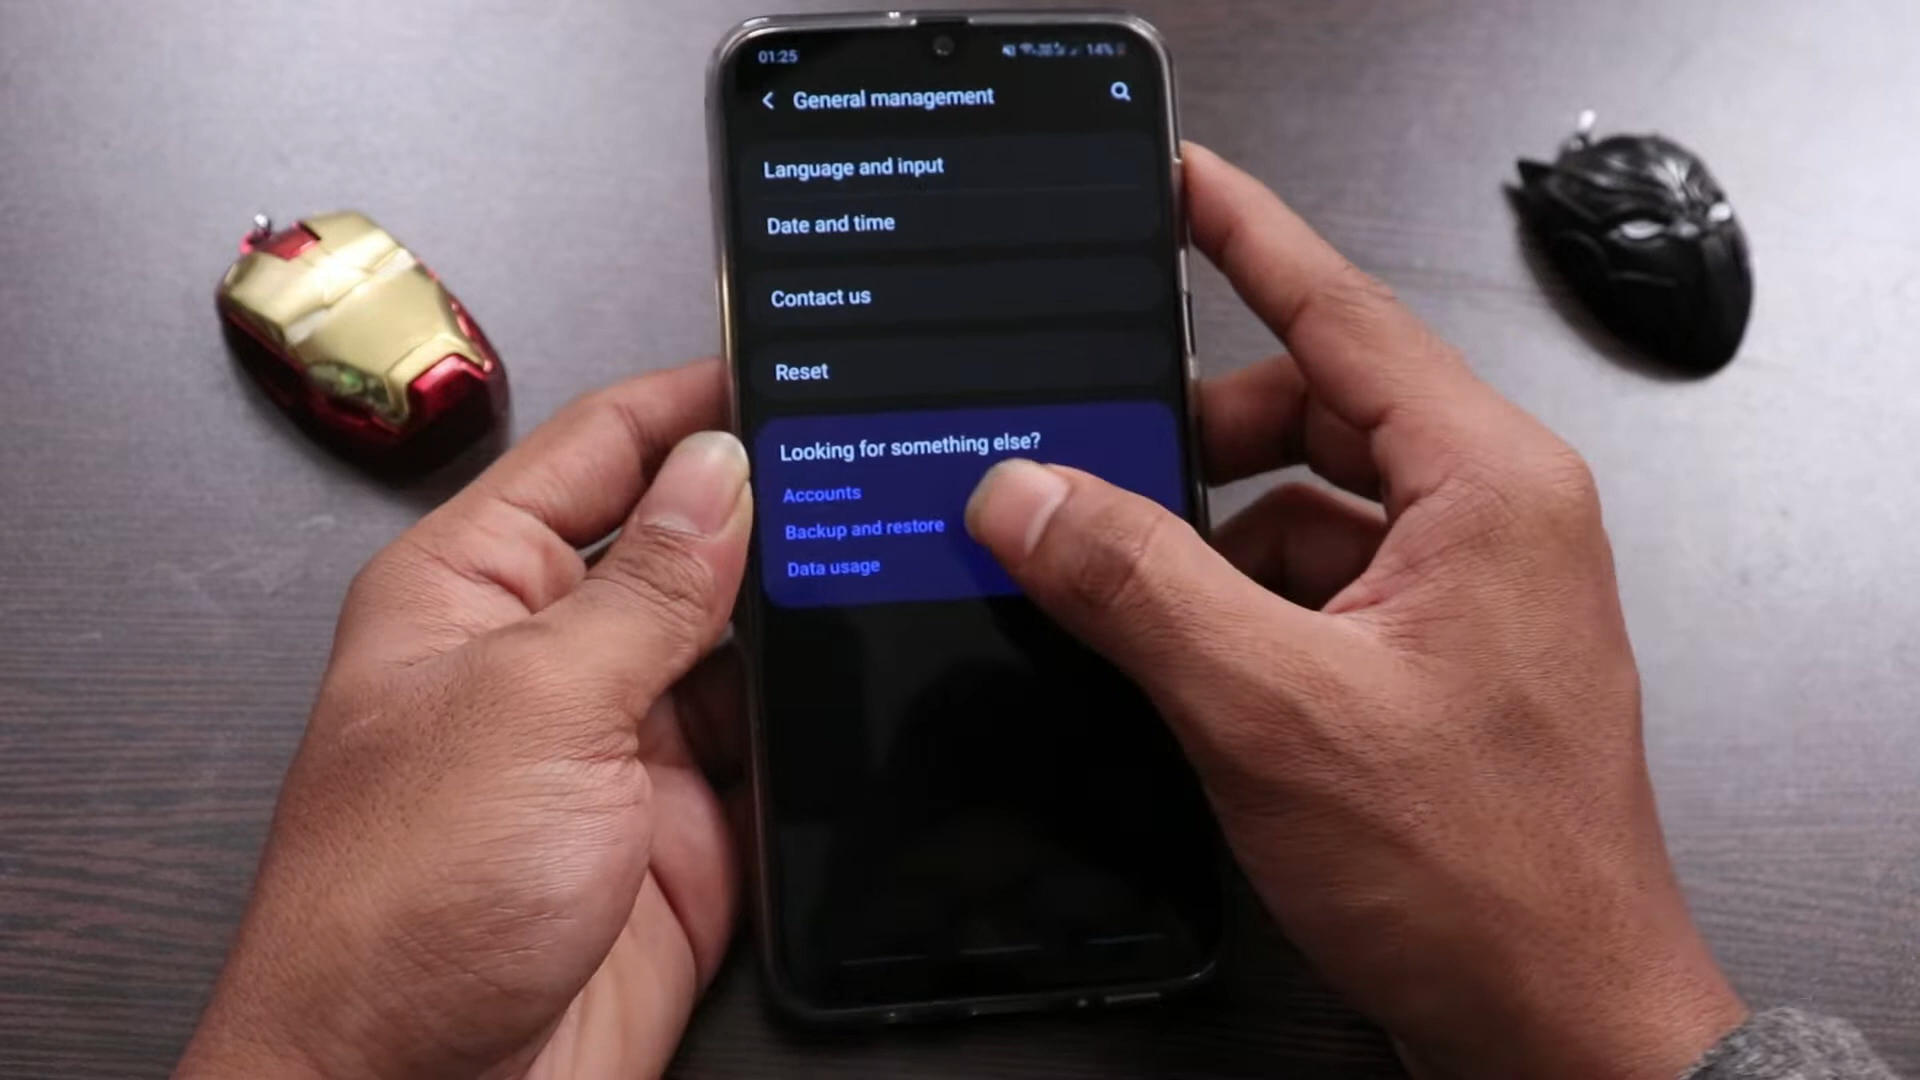 01:25
14%
General management
Language and input
Date and time
Contact us
Reset
Looking for something else?
Accounts
Backup and restore
Data usage